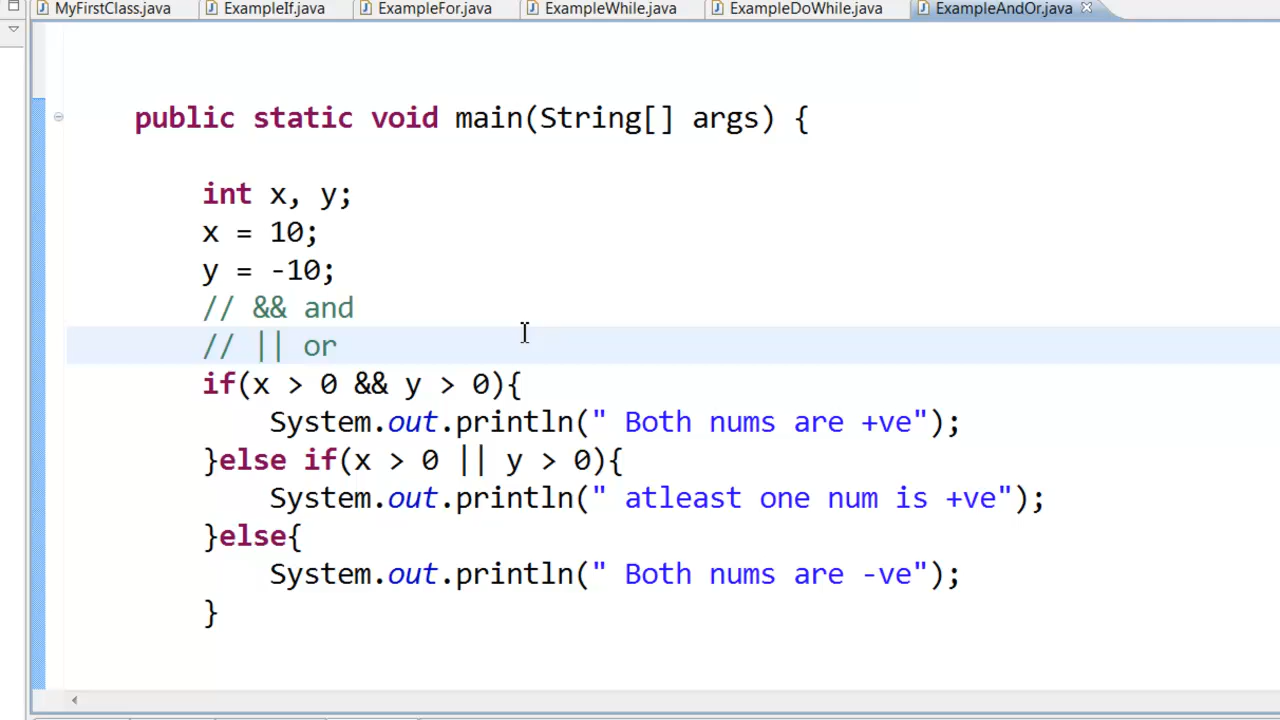 MyFirstClass.java ExampleIf.java ExampleFor.java ExampleWhile.java ExampleDoWhile.java ExampleAndOr.java
public static void main(String[] args) {
int x, y;
x = 10;
y = -10;
// && and
// || or
if(x > 0 && y > 0){
System.out.println(" Both nums are +ve");
}else if(x > 0 || y > 0){
System.out.println(" atleast one num is +ve");
}else{
System.out.println(" Both nums are -ve");
}